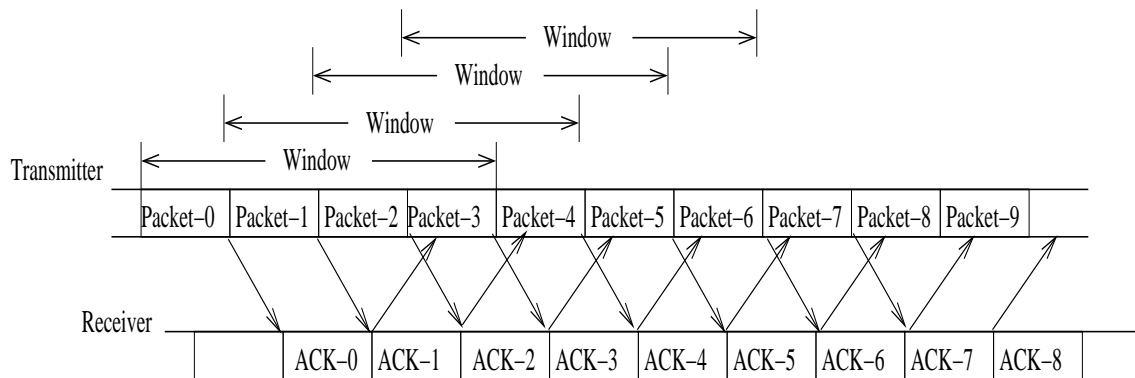 Window
Window
Window
Window
Transmitter
Packet−0 Packet−1 Packet−2 Packet−3 Packet−4 Packet−5 Packet−6 Packet−7 Packet−8 Packet−9
Receiver
ACK−0 ACK−1 ACK−2 ACK−3 ACK−4 ACK−5 ACK−6 ACK−7 ACK−8